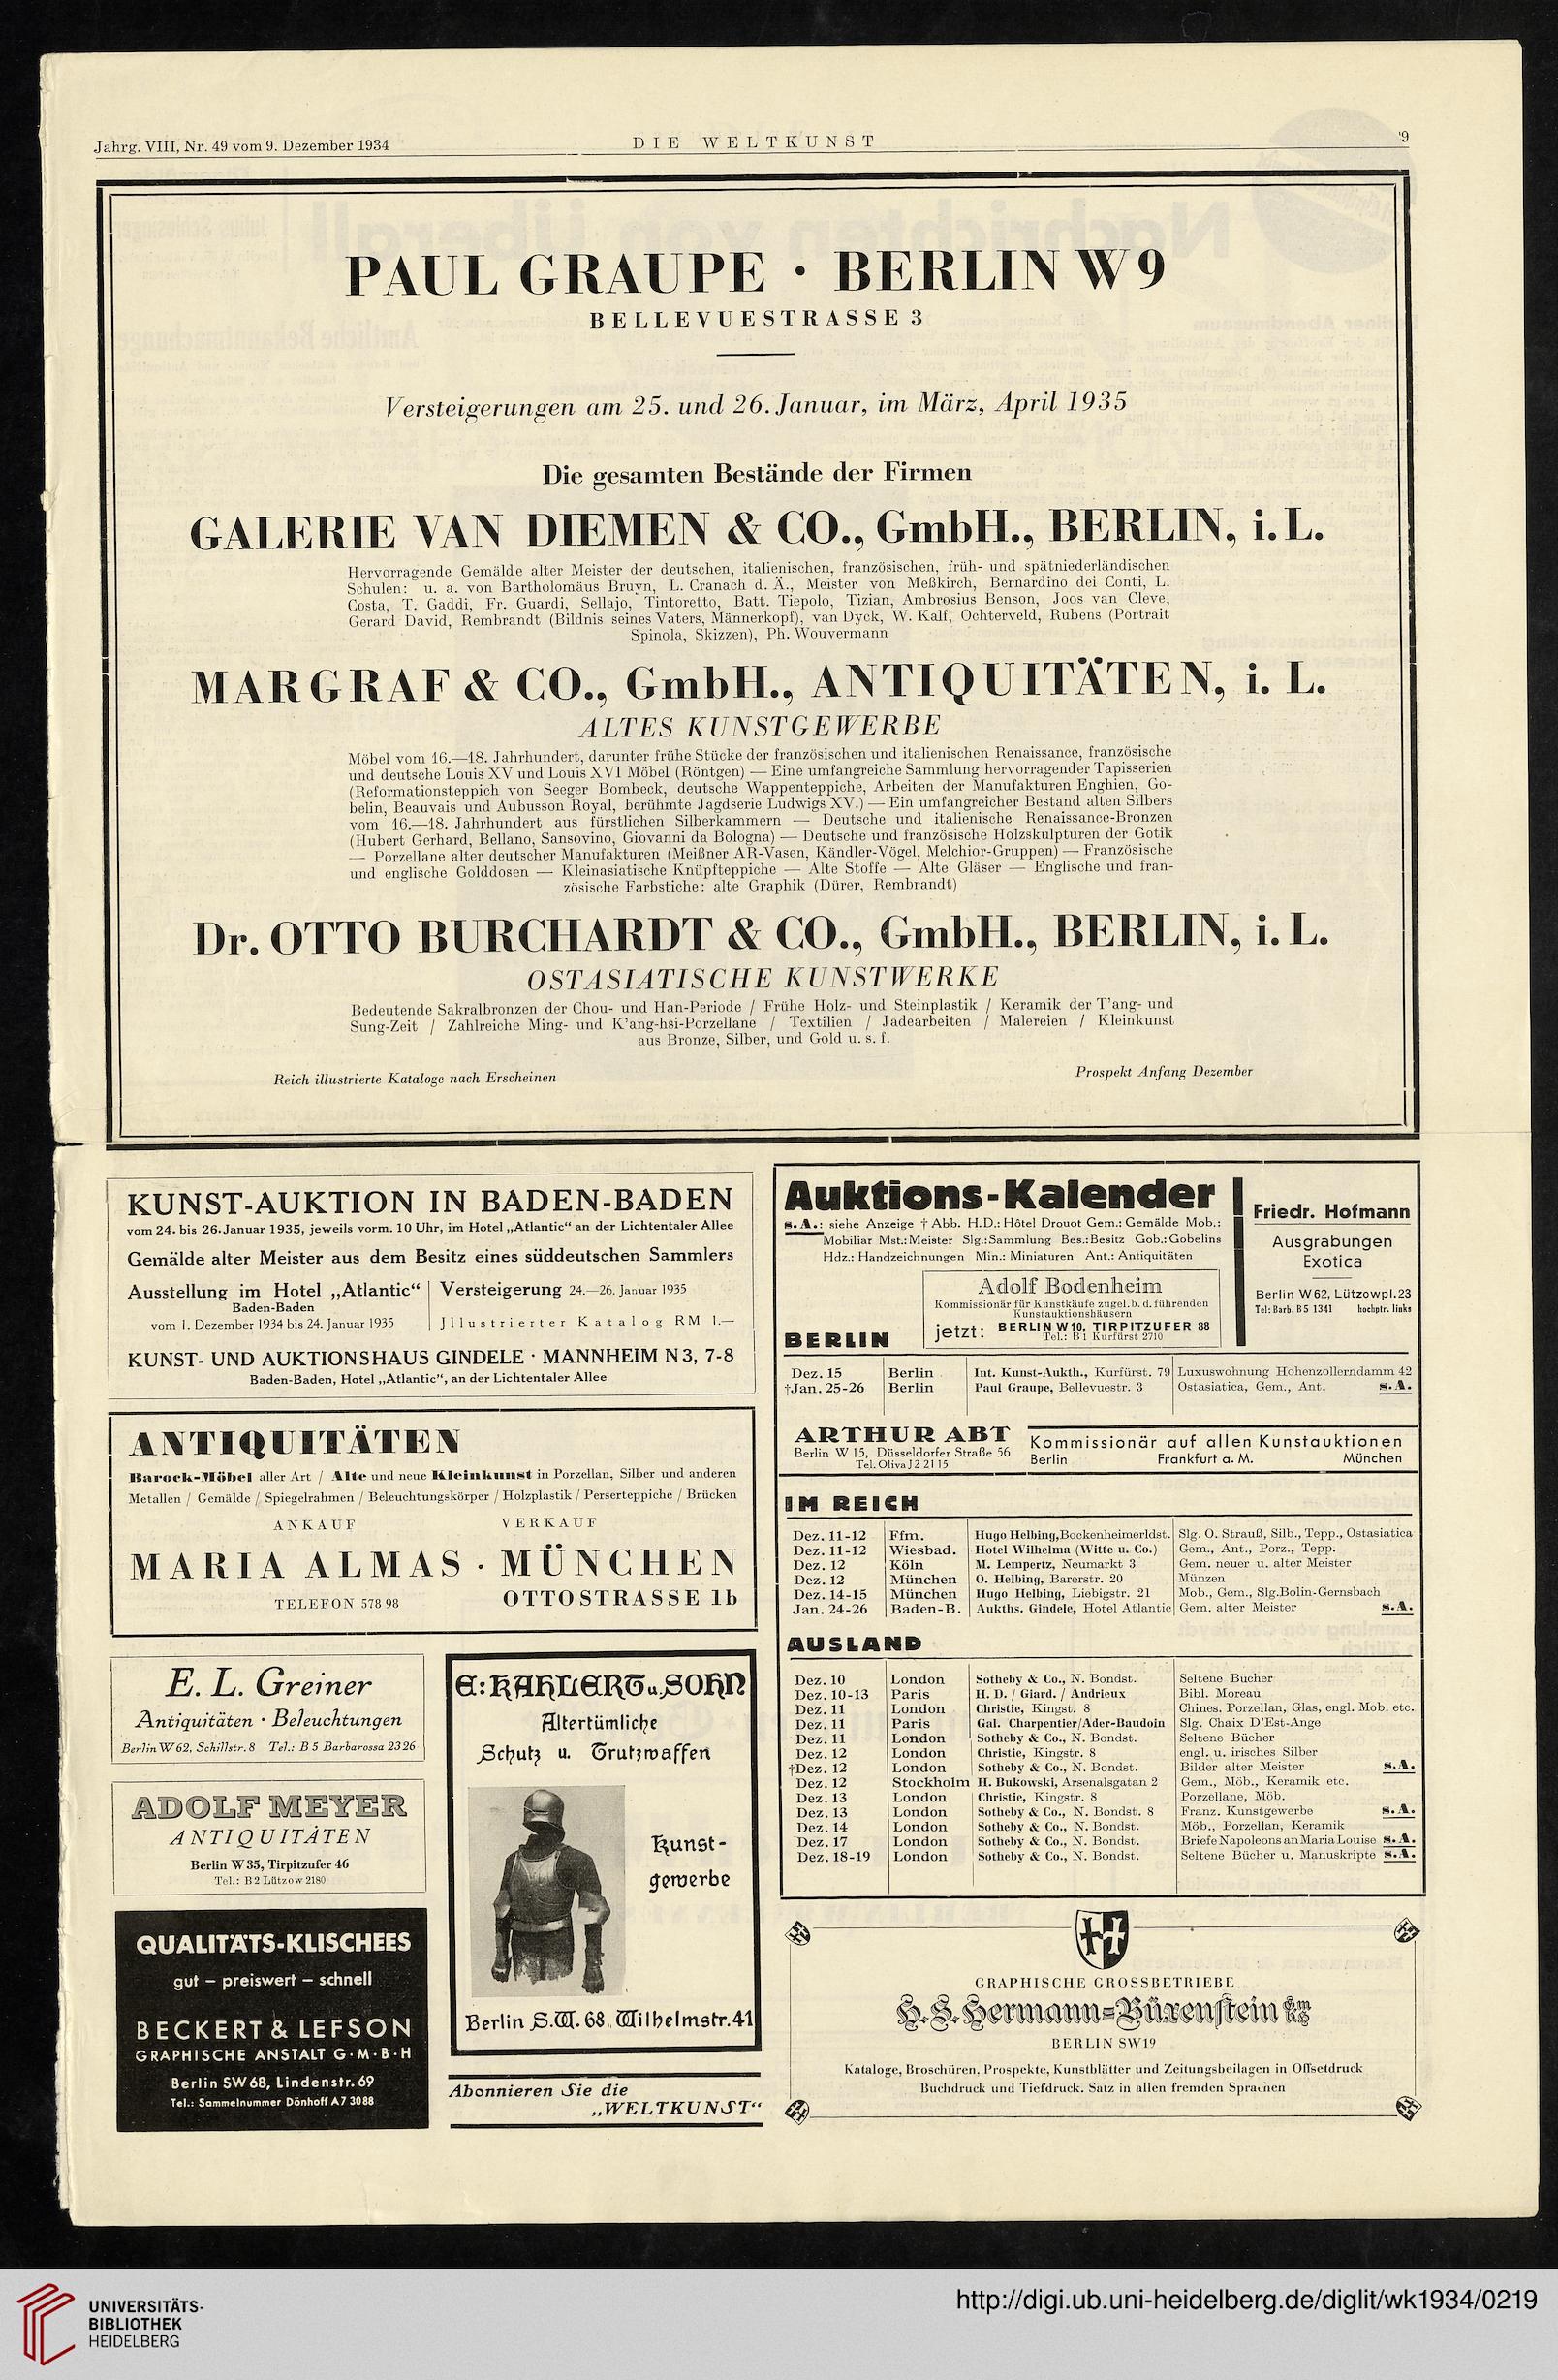 Jahrg. VIII, Nr. 49 vom 9. Dezember 1934
DIE WELTKUNST
9
PAUL GRAUPE · BERLIN W9
BELLEVUESTRASSE 3
Versteigerungen am 25. und 26. Januar, im März, April 1935
Die gesamten Bestände der Firmen
GALERIE VAN DIEMEN & CO., GmbH., BERLIN, i. L.
Hervorragende Gemälde alter Meister der deutschen, italienischen, französischen, früh- und spätniederländischen
Schulen: u. a. von Bartholomäus Bruyn, L. Cranach d. Ä., Meister von Meßkirch, Bernardino dei Conti, L.
Costa, T. Gaddi, Fr. Guardi, Sellajo, Tintoretto, Batt. Tiepolo, Tizian, Ambrosius Benson, Joos van Cleve,
Gerard David, Rembrandt (Bildnis seines Vaters, Männerkopf), van Dyck, W. Kalf, Ochterveld, Rubens (Portrait
Spinola, Skizzen), Ph. Wouvermann
MARGRAF & CO., GmbH., ANTIQUITÄTEN, i. L.
ALTES KUNSTGEWERBE
Möbel vom 16.—18. Jahrhundert, darunter frühe Stücke der französischen und italienischen Renaissance, französische
und deutsche Louis XV und Louis XVI Möbel (Röntgen) — Eine umfangreiche Sammlung hervorragender Tapisserien
(Reformationsteppich von Seeger Bombeck, deutsche Wappenteppiche, Arbeiten der Manufakturen Enghien, Go-
belin, Beauvais und Aubusson Royal, berühmte Jagdserie Ludwigs XV.) — Ein umfangreicher Bestand alten Silbers
vom 16.—18. Jahrhundert aus fürstlichen Silberkammern — Deutsche und italienische Renaissance-Bronzen
(Hubert Gerhard, Bellano, Sansovino, Giovanni da Bologna) — Deutsche und französische Holzskulpturen der Gotik
— Porzellane alter deutscher Manufakturen (Meißner AR-Vasen, Kändler-Vögel, Melchior-Gruppen) — Französische
und englische Golddosen — Kleinasiatische Knüpfteppiche — Alte Stoffe — Alte Gläser — Englische und fran-
zösische Farbstiche: alte Graphik (Dürer, Rembrandt)
Dr. OTTO BURCHARDT & CO., GmbH., BERLIN, i. L.
OSTASIATISCHE KUNSTWERKE
Bedeutende Sakralbronzen der Chou- und Han-Periode / Frühe Holz- und Steinplastik / Keramik der T'ang- und
Sung-Zeit / Zahlreiche Ming- und K'ang-hsi-Porzellane / Textilien / Jadearbeiten / Malereien / Kleinkunst
aus Bronze, Silber, und Gold u. s. f.
Reich illustrierte Kataloge nach Erscheinen
Prospekt Anfang Dezember
KUNST-AUKTION IN BADEN-BADEN
vom 24. bis 26. Januar 1935, jeweils vorm. 10 Uhr, im Hotel „Atlantic“ an der Lichtentaler Allee
Gemälde alter Meister aus dem Besitz eines süddeutschen Sammlers
Ausstellung im Hotel „Atlantic“
Baden-Baden
vom 1. Dezember 1934 bis 24. Januar 1935
Versteigerung 24.—26. Januar 1935
Jllustrierter Katalog RM 1.—
KUNST- UND AUKTIONSHAUS GINDELE · MANNHEIM N3, 7-8
Baden-Baden, Hotel „Atlantic“, an der Lichtentaler Allee
ANTIQUITÄTEN
Barock-Möbel aller Art / Alte und neue Kleinkunst in Porzellan, Silber und anderen
Metallen / Gemälde / Spiegelrahmen / Beleuchtungskörper / Holzplastik / Perserteppiche / Brücken
ANKAUF VERKAUF
MARIA ALMAS · MÜNCHEN
TELEFON 578 98 OTTOSTRASSE 1b
E. L. Greiner
Antiquitäten · Beleuchtungen
Berlin W62, Schillstr. 8 Tel.: B 5 Barbarossa 2326
ADOLF MEYER
ANTIQUITÄTEN
Berlin W 35, Tirpitzufer 46
Tel.: B 2 Lützow 2180
QUALITÄTS-KLISCHEES
gut – preiswert – schnell
BECKERT & LEFSON
GRAPHISCHE ANSTALT G·M·B·H
Berlin SW 68, Lindenstr. 69
Tel.: Sammelnummer Dönhoff A7 3088
E: KAHLERT u. SOHN
Altertümliche
Schutz u. Trutzwaffen
Kunst-
gewerbe
Berlin S.W. 68. Wilhelmstr. 41
Abonnieren Sie die
„WELTKUNST“
Auktions-Kalender
s. A.: siehe Anzeige † Abb. H.D.: Hôtel Drouot Gem.: Gemälde Mob.:
Mobiliar Mst.: Meister Slg.: Sammlung Bes.: Besitz Gob.: Gobelins
Hdz.: Handzeichnungen Min.: Miniaturen Ant.: Antiquitäten
Friedr. Hofmann
Ausgrabungen
Exotica
Berlin W 62, Lützowpl. 23
Tel: Barb. B5 1341 hochptr. links
Adolf Bodenheim
Kommissionär für Kunstkäufe zugel. b. d. führenden
Kunstauktionshäusern
jetzt: BERLIN W10, TIRPITZUFER 88
Tel.: B 1 Kurfürst 2710
BERLIN
Dez. 15 Berlin Int. Kunst-Aukth., Kurfürst. 79 Luxuswohnung Hohenzollerndamm 42
†Jan. 25-26 Berlin Paul Graupe, Bellevuestr. 3 Ostasiatica, Gem., Ant. s. A.
ARTHUR ABT
Berlin W 15, Düsseldorfer Straße 56
Tel. Oliva J 2 21 15
Kommissionär auf allen Kunstauktionen
Berlin Frankfurt a. M. München
IM REICH
Dez. 11-12 Ffm. Hugo Helbing, Bockenheimerldst. Slg. O. Strauß, Silb., Tepp., Ostasiatica
Dez. 11-12 Wiesbad. Hotel Wilhelma (Witte u. Co.) Gem., Ant., Porz., Tepp.
Dez. 12 Köln M. Lempertz, Neumarkt 3 Gem. neuer u. alter Meister
Dez. 12 München O. Helbing, Barerstr. 20 Münzen
Dez. 14-15 München Hugo Helbing, Liebigstr. 21 Mob., Gem., Slg. Bolin-Gernsbach
Jan. 24-26 Baden-B. Aukths. Gindele, Hotel Atlantic Gem. alter Meister s. A.
AUSLAND
Dez. 10 London Sotheby & Co., N. Bondst. Seltene Bücher
Dez. 10-13 Paris H. D. / Giard. / Andrieux Bibl. Moreau
Dez. 11 London Christie, Kingst. 8 Chines. Porzellan, Glas, engl. Mob. etc.
Dez. 11 Paris Gal. Charpentier/Ader-Baudoin Slg. Chaix D'Est-Ange
Dez. 11 London Sotheby & Co., N. Bondst. Seltene Bücher
Dez. 12 London Christie, Kingstr. 8 engl. u. irisches Silber
†Dez. 12 London Sotheby & Co., N. Bondst. Bilder alter Meister s. A.
Dez. 12 Stockholm H. Bukowski, Arsenalsgatan 2 Gem., Möb., Keramik etc.
Dez. 13 London Christie, Kingstr. 8 Porzellane, Möb.
Dez. 13 London Sotheby & Co., N. Bondst. 8 Franz. Kunstgewerbe s. A.
Dez. 14 London Sotheby & Co., N. Bondst. Möb., Porzellan, Keramik
Dez. 17 London Sotheby & Co., N. Bondst. Briefe Napoleons an Maria Louise s. A.
Dez. 18-19 London Sotheby & Co., N. Bondst. Seltene Bücher u. Manuskripte s. A.
GRAPHISCHE GROSSBETRIEBE
H. S. Hermann=Büxenstein
BERLIN SW19
Kataloge, Broschüren, Prospekte, Kunstblätter und Zeitungsbeilagen in Offsetdruck
Buchdruck und Tiefdruck. Satz in allen fremden Sprachen
UNIVERSITÄTS-
BIBLIOTHEK
HEIDELBERG
http://digi.ub.uni-heidelberg.de/diglit/wk1934/0219